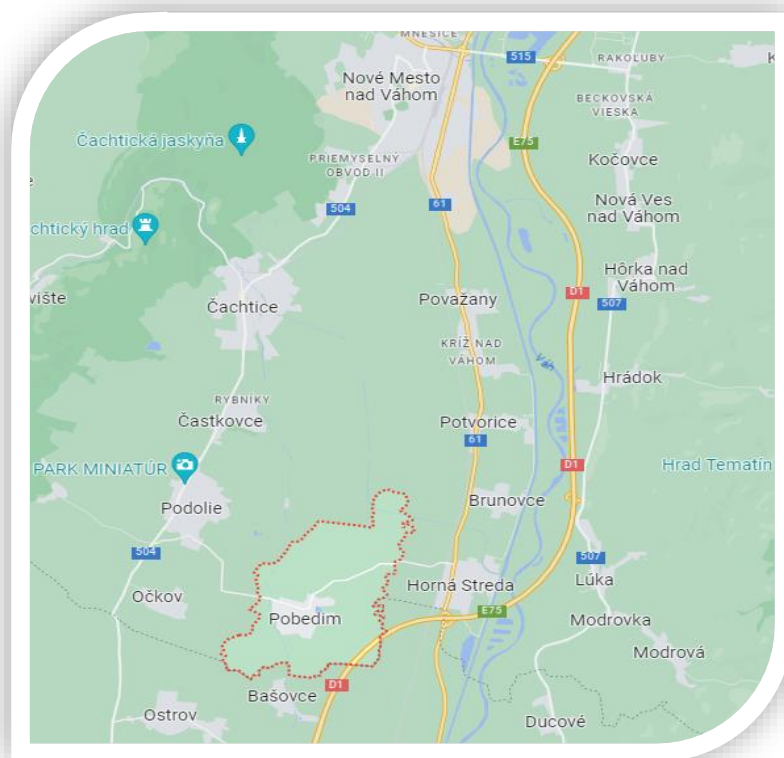 MNEŠICE
515
RAKOĽUBY
Nové Mesto
nad Váhom
BECKOVSKÁ
VIESKA
Čachtická jaskyňa
E75
PRIEMYSELNÝ
OBVOD II
Kočovce
504
61
Nová Ves
nad Váhom
chtický hrad
Hôrka nad
Váhom
višťe
D1
Považany
507
Čachtice
KRÍŽ NAD
VÁHOM
Váh
Hrádok
RYBNÍKY
Častkovce
Potvorice
61
PARK MINIATÚR
D1
Hrad Tematín
Podolie
Brunovce
504
507
Očkov
Horná Streda
Lúka
E75
Pobedim
Modrovka
Modrová
D1
Bašovce
Ostrov
Ducové